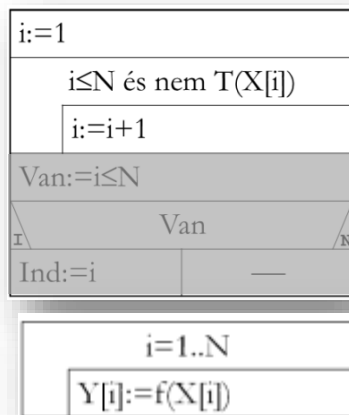 i:=1
i≤N és nem T(X[i])
i:=i+1
Van:=i≤N
I Van N
Ind:=i —
i=1..N
Y[i]:=f(X[i])